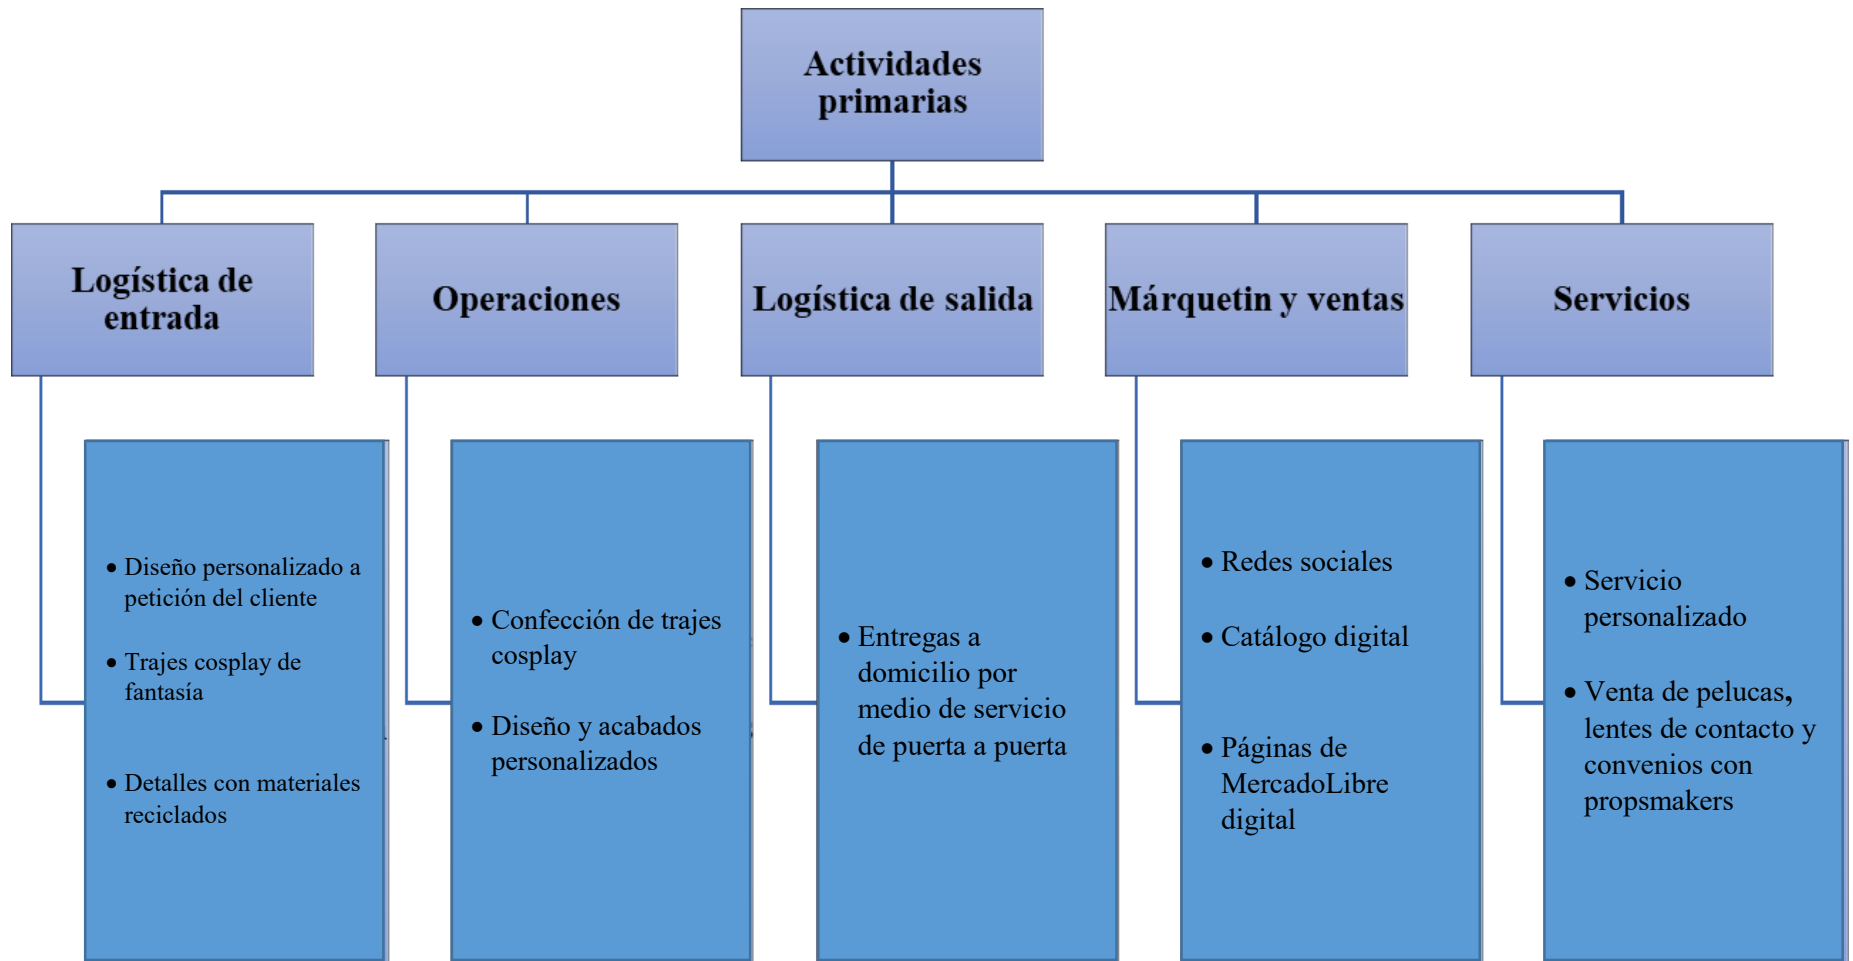 Actividades
primarias
Logística de
entrada
Operaciones
Logística de salida
Márquetin y ventas
Servicios
• Diseño personalizado a
petición del cliente
• Trajes cosplay de
fantasía
• Detalles con materiales
reciclados
• Confección de trajes
cosplay
• Diseño y acabados
personalizados
• Entregas a
domicilio por
medio de servicio
de puerta a puerta
• Redes sociales
• Catálogo digital
• Páginas de
MercadoLibre
digital
• Servicio
personalizado
• Venta de pelucas,
lentes de contacto y
convenios con
propsmakers